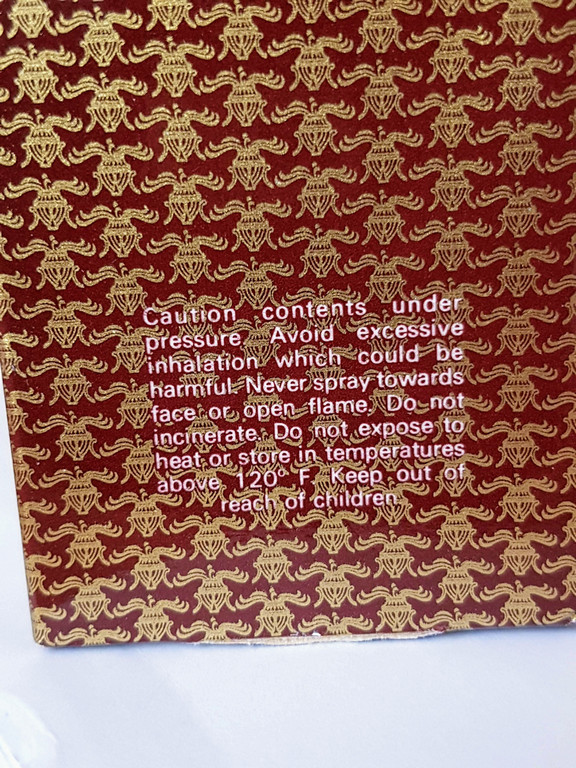 Caution contents under
pressure. Avoid excessive
inhalation which could be
harmful. Never spray towards
face or open flame. Do not
incinerate. Do not expose to
heat or store in temperatures
above 120° F. Keep out of
reach of children.